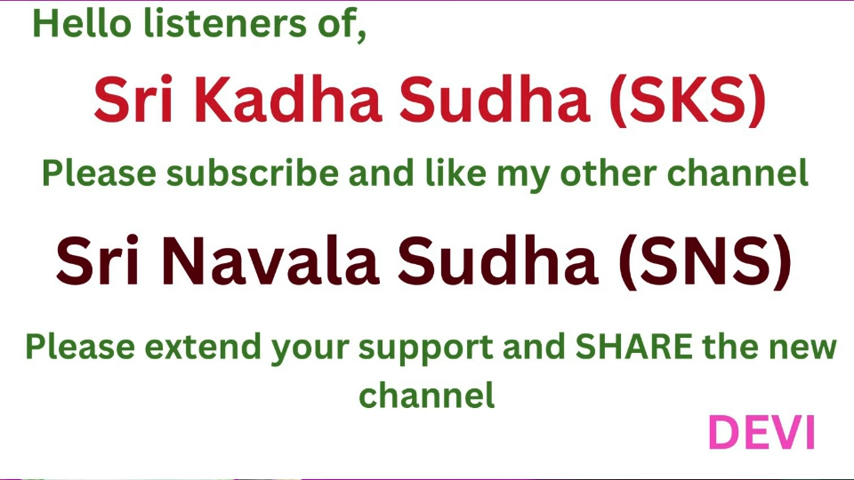 Hello listeners of,
Sri Kadha Sudha (SKS)
Please subscribe and like my other channel
Sri Navala Sudha (SNS)
Please extend your support and SHARE the new
channel
DEVI